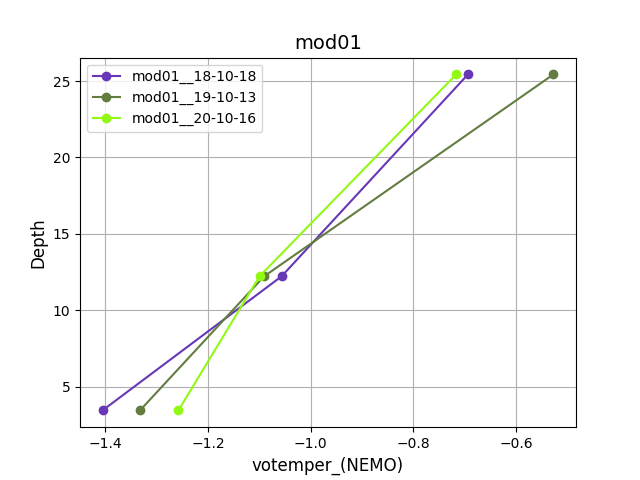 mod01
mod01__18-10-18
mod01__19-10-13
mod01__20-10-16
25
20
15
10
5
Depth
−1.4 −1.2 −1.0 −0.8 −0.6
votemper_(NEMO)